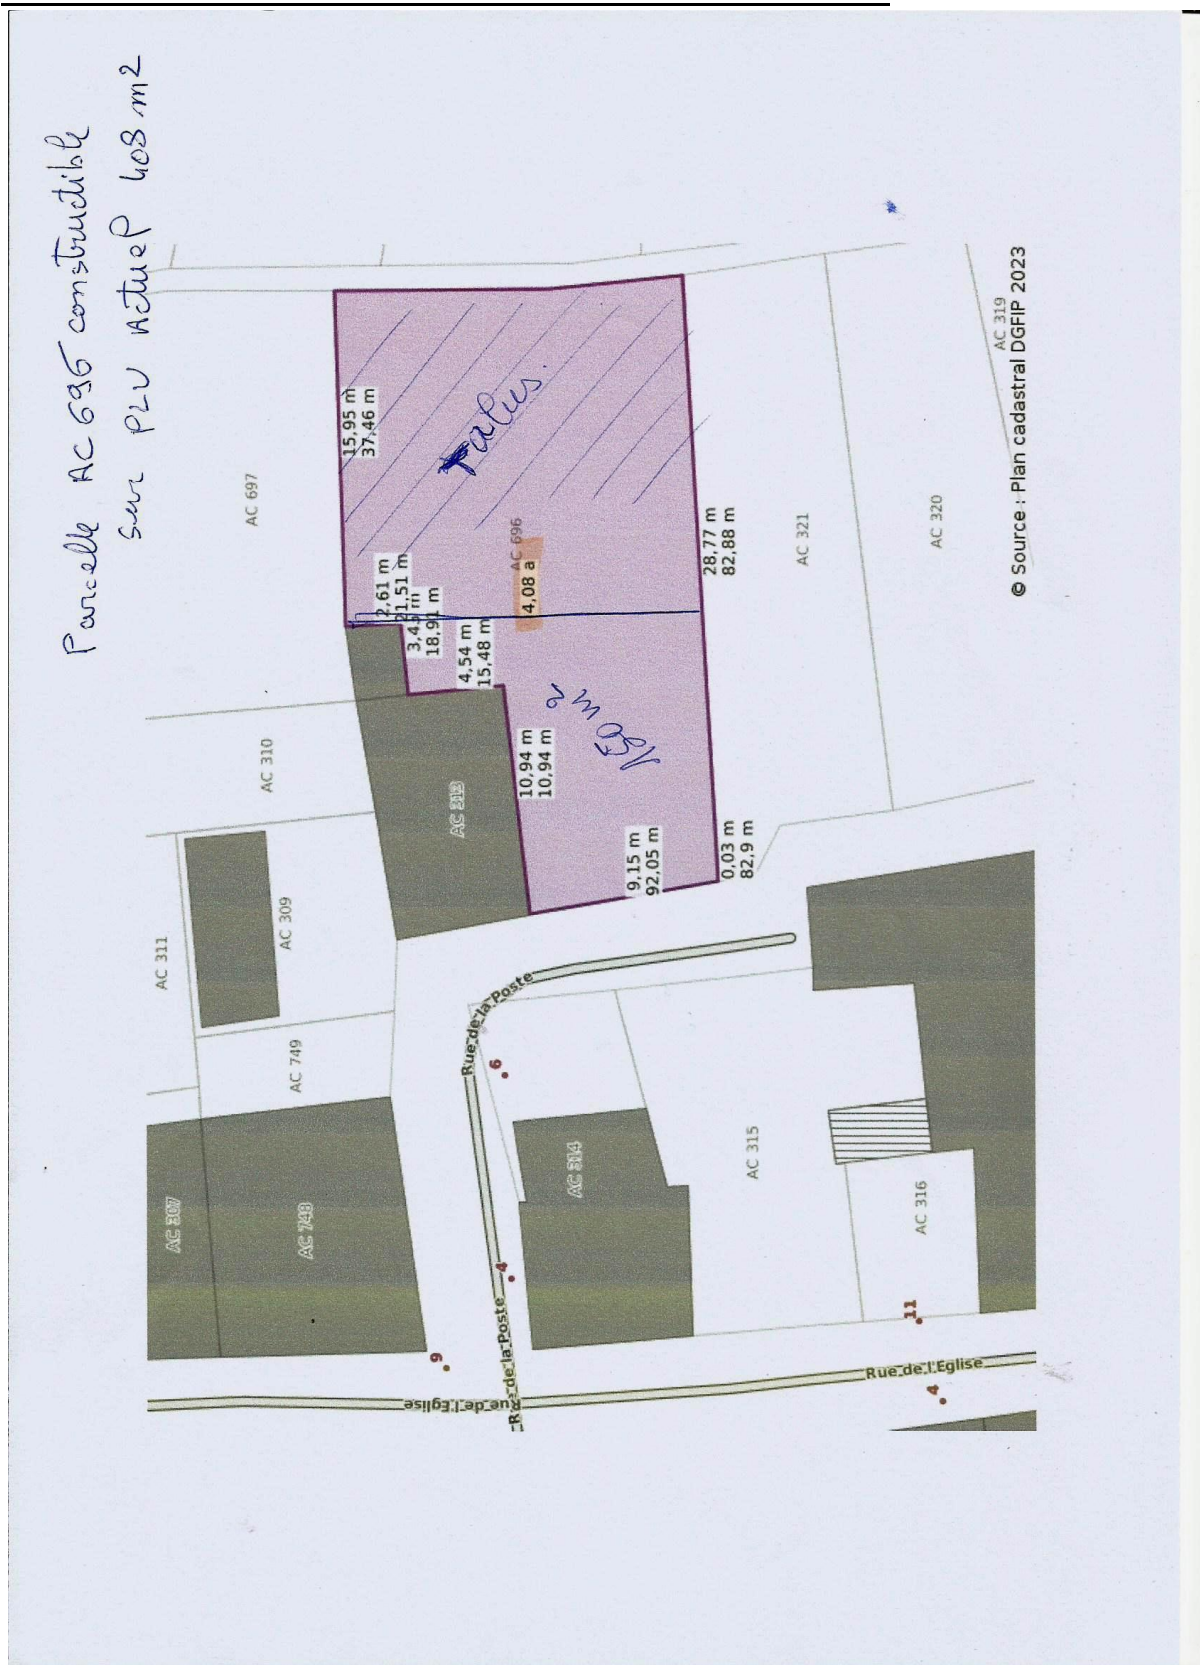 Parcelle AC 696 constructible
sur PLU Actuel 408 m2
AC 697
15,95 m
37,46 m
talus.
2,61 m
21,51 m
3,4 m
18,91 m
4,54 m
15,48 m
AC 696
4,08 a
28,77 m
82,88 m
AC 321
AC 320
AC 319
© Source : Plan cadastral DGFIP 2023
AC 310
AC 313
10,94 m
10,94 m
150 m2
9,15 m
92,05 m
0,03 m
82,9 m
AC 311
AC 309
AC 749
Rue de la Poste
6
AC 307
AC 748
AC 314
AC 315
AC 316
4
Rue de la Poste
9
11
Rue de l'Eglise
Rue de l'Eglise
4